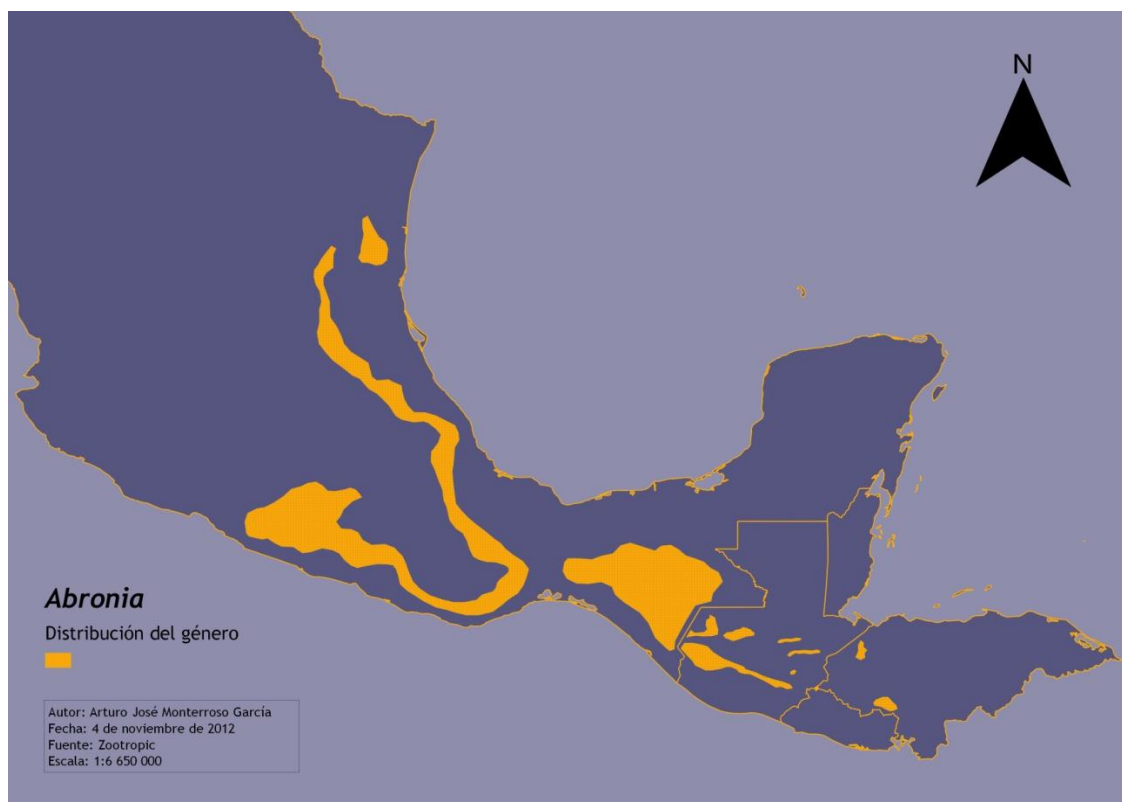 N
Abronia
Distribución del género
Autor: Arturo José Monterroso García
Fecha: 4 de noviembre de 2012
Fuente: Zootropic
Escala: 1:6 650 000